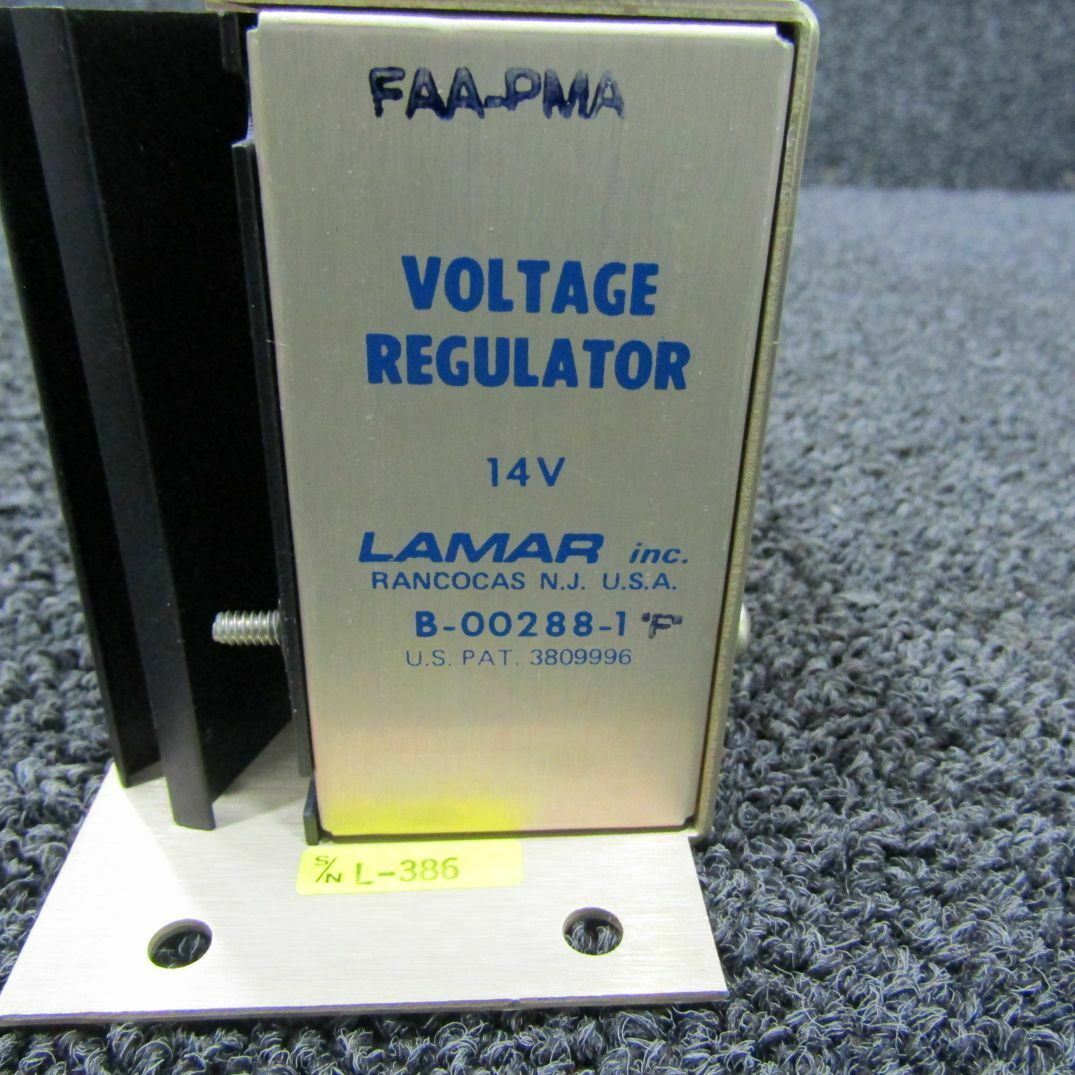 FAA-PMA
VOLTAGE
REGULATOR
14V
LAMAR inc.
RANCOCAS N.J. U.S.A.
B-00288-1 "F"
U.S. PAT. 3809996
S/N L-386